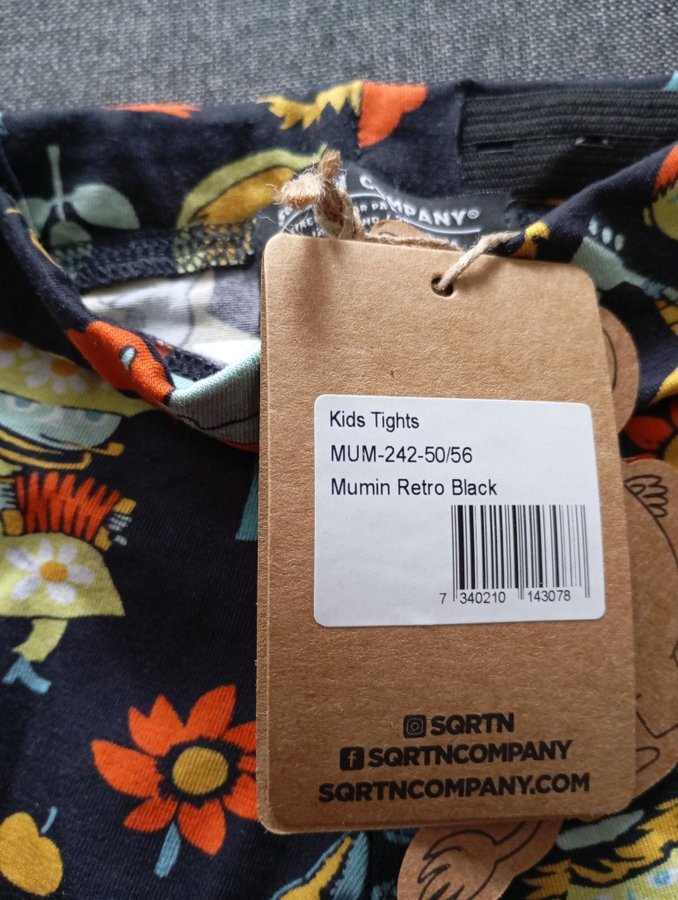 COMPANY®
Kids Tights
MUM-242-50/56
Mumin Retro Black
7 340210 143078
SQRTN
SQRTNCOMPANY
SQRTNCOMPANY.COM